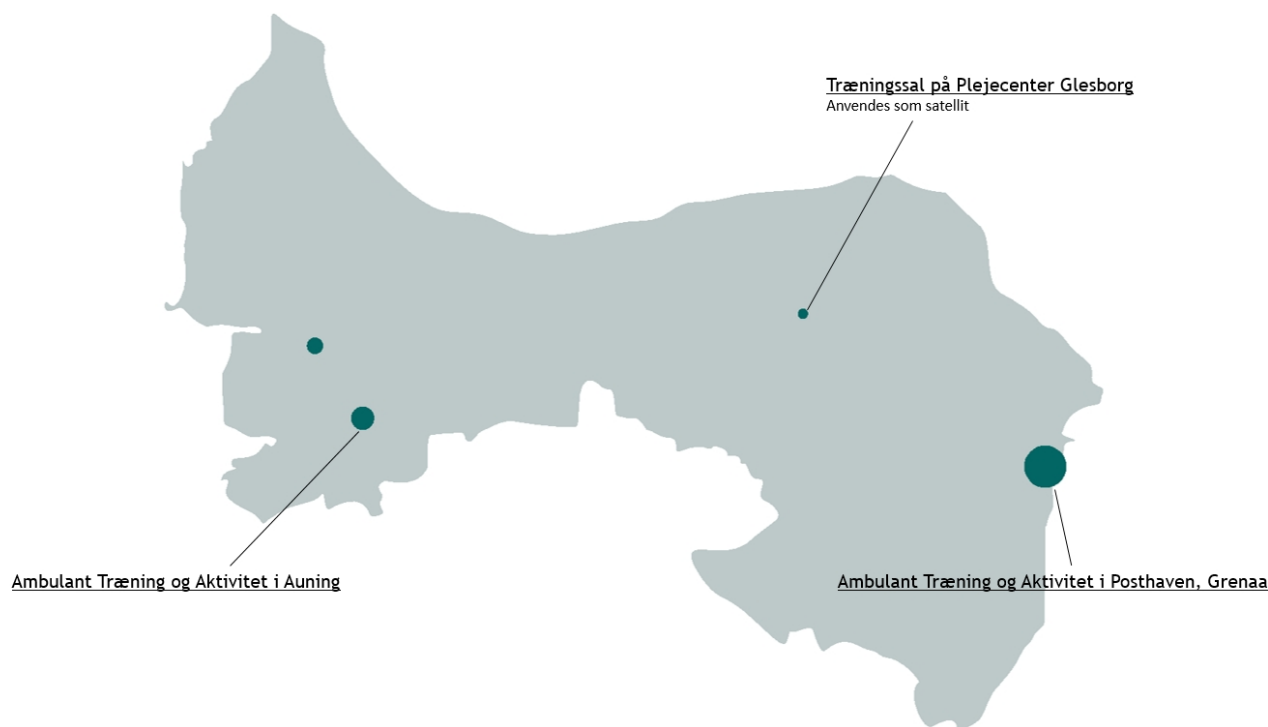 Træningssal på Plejecenter Glesborg
Anvendes som satellit
Ambulant Træning og Aktivitet i Auning
Ambulant Træning og Aktivitet i Posthaven, Grenaa